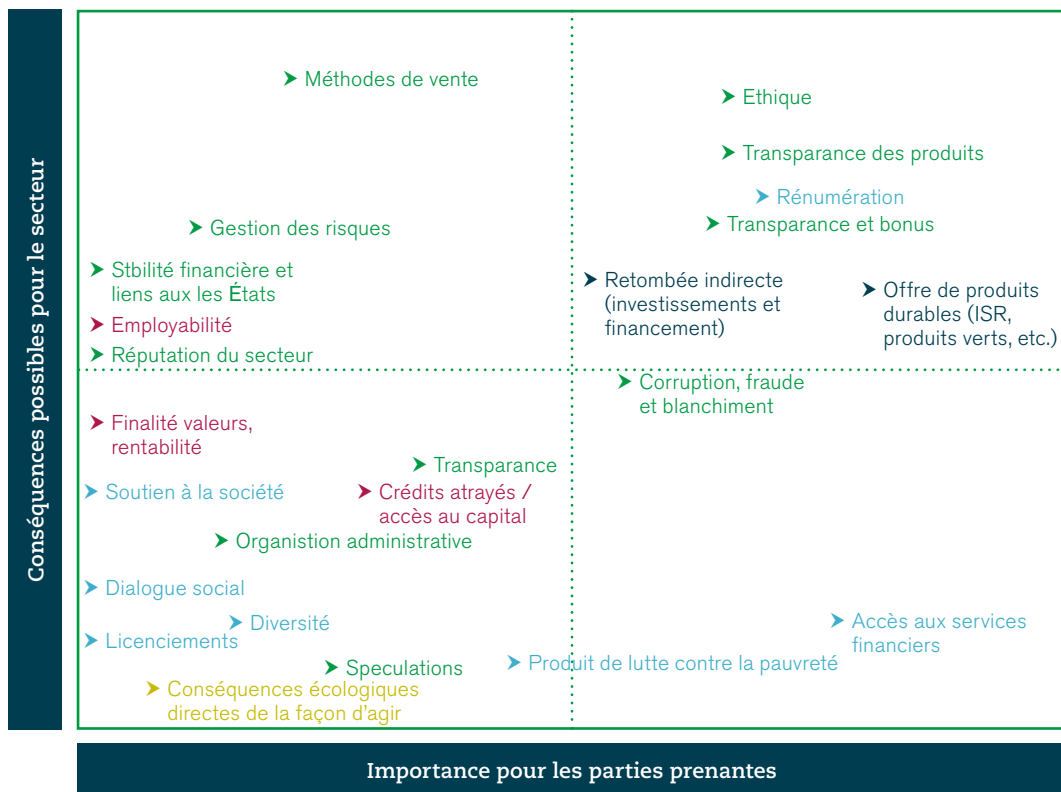 Conséquences possibles pour le secteur
Méthodes de vente
Ethique
Transparance des produits
Rénumération
Transparance et bonus
Gestion des risques
Stbilité financière et
liens aux les États
Employabilité
Réputation du secteur
Retombée indirecte
(investissements et
financement)
Offre de produits
durables (ISR,
produits verts, etc.)
Corruption, fraude
et blanchiment
Finalité valeurs,
rentabilité
Transparance
Soutien à la société
Crédits atrayés /
accès au capital
Organistion administrative
Dialogue social
Diversité
Licenciements
Accès aux services
financiers
Speculations
Produit de lutte contre la pauvreté
Conséquences écologiques
directes de la façon d'agir
Importance pour les parties prenantes